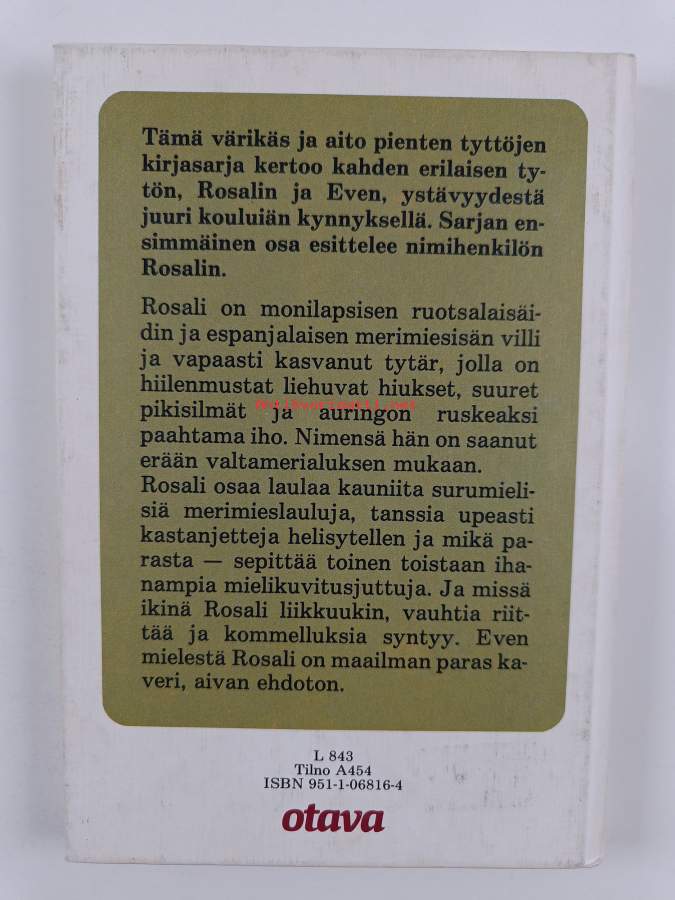 Tämä värikäs ja aito pienten tyttöjen
kirjasarja kertoo kahden erilaisen ty-
tön, Rosalin ja Even, ystävyydestä
juuri kouluiän kynnyksellä. Sarjan en-
simmäinen osa esittelee nimihenkilön
Rosalin.
Rosali on monilapsisen ruotsalaisäi-
din ja espanjalaisen merimiesisän villi
ja vapaasti kasvanut tytär, jolla on
hiilenmustat liehuvat hiukset, suuret
pikisilmät ja auringon ruskeaksi
paahtama iho. Nimensä hän on saanut
erään valtamerialuksen mukaan.
Rosali osaa laulaa kauniita surumieli-
siä merimieslauluja, tanssia upeasti
kastanjetteja helisytellen ja mikä pa-
rasta — sepittää toinen toistaan iha-
nampia mielikuvitusjuttuja. Ja missä
ikinä Rosali liikkuukin, vauhtia riit-
tää ja kommelluksia syntyy. Even
mielestä Rosali on maailman paras ka-
veri, aivan ehdoton.
L 843
Tilno A454
ISBN 951-1-06816-4
otava